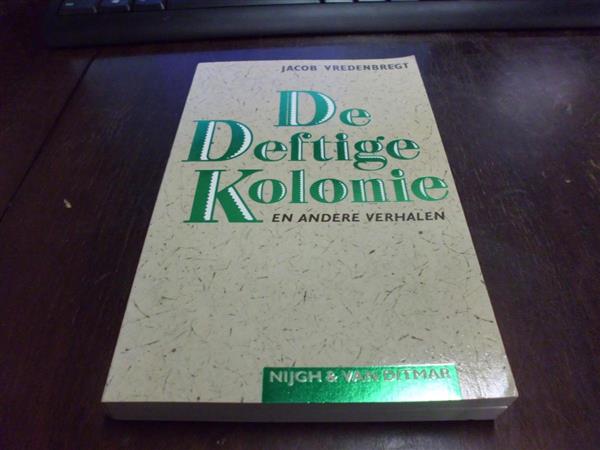 JACOB VREDENBREGT
De
Deftige
Kolonie
EN ANDERE VERHALEN
NIJGH & VAN DITMAR